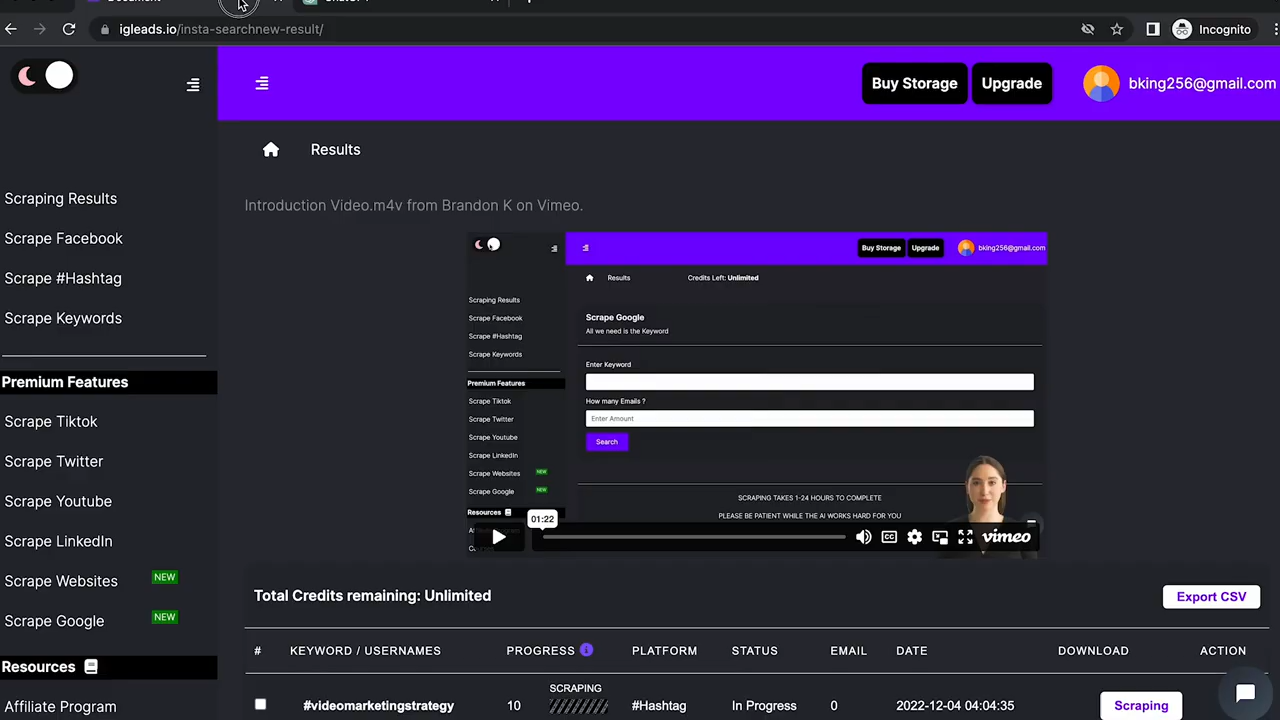 igleads.io/insta-searchnew-result/
Incognito
Buy Storage
Upgrade
bking256@gmail.com
Results
Introduction Video.m4v from Brandon K on Vimeo.
Scraping Results
Scrape Facebook
Scrape #Hashtag
Scrape Keywords
Premium Features
Scrape Tiktok
Scrape Twitter
Scrape Youtube
Scrape LinkedIn
Scrape Websites NEW
Scrape Google NEW
Resources
Affiliate Program
Buy Storage
Upgrade
bking256@gmail.com
Results
Credits Left: Unlimited
Scraping Results
Scrape Facebook
Scrape #Hashtag
Scrape Keywords
Premium Features
Scrape Tiktok
Scrape Twitter
Scrape Youtube
Scrape LinkedIn
Scrape Websites NEW
Scrape Google NEW
Resources
Scrape Google
All we need is the Keyword
Enter Keyword
How many Emails ?
Enter Amount
Search
SCRAPING TAKES 1-24 HOURS TO COMPLETE
PLEASE BE PATIENT WHILE THE AI WORKS HARD FOR YOU
01:22
CC
vimeo
Total Credits remaining: Unlimited
Export CSV
# KEYWORD / USERNAMES PROGRESS PLATFORM STATUS EMAIL DATE DOWNLOAD ACTION
SCRAPING
#videomarketingstrategy 10 #Hashtag In Progress 0 2022-12-04 04:04:35 Scraping